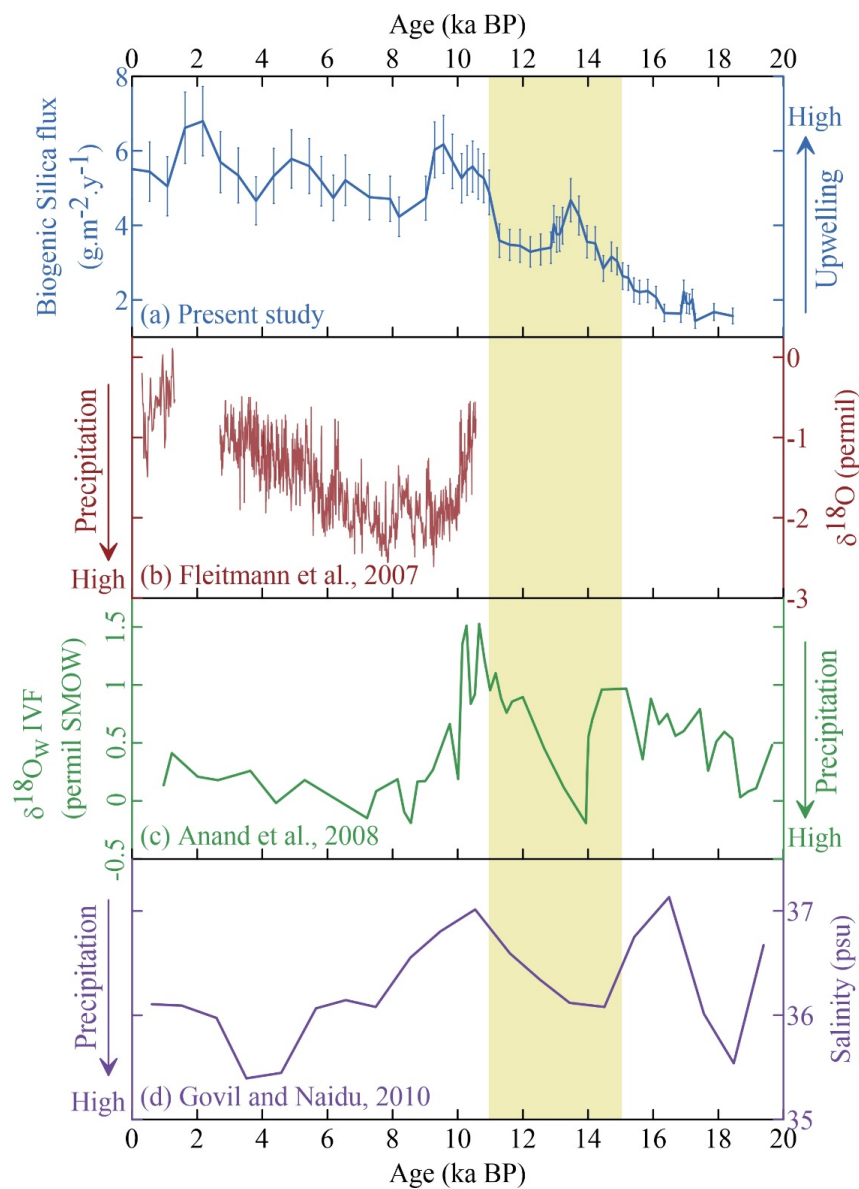 Age (ka BP)
0 2 4 6 8 10 12 14 16 18 20
Biogenic Silica flux
(g.m-2.y-1)
8
6
4
2
High
Upwelling
(a) Present study
Precipitation
High
0
-1
-2
-3
δ18O (permil)
(b) Fleitmann et al., 2007
δ18Ow IVF
(permil SMOW)
1.5
1
0.5
0
-0.5
Precipitation
High
(c) Anand et al., 2008
Precipitation
High
37
36
35
Salinity (psu)
(d) Govil and Naidu, 2010
0 2 4 6 8 10 12 14 16 18 20
Age (ka BP)